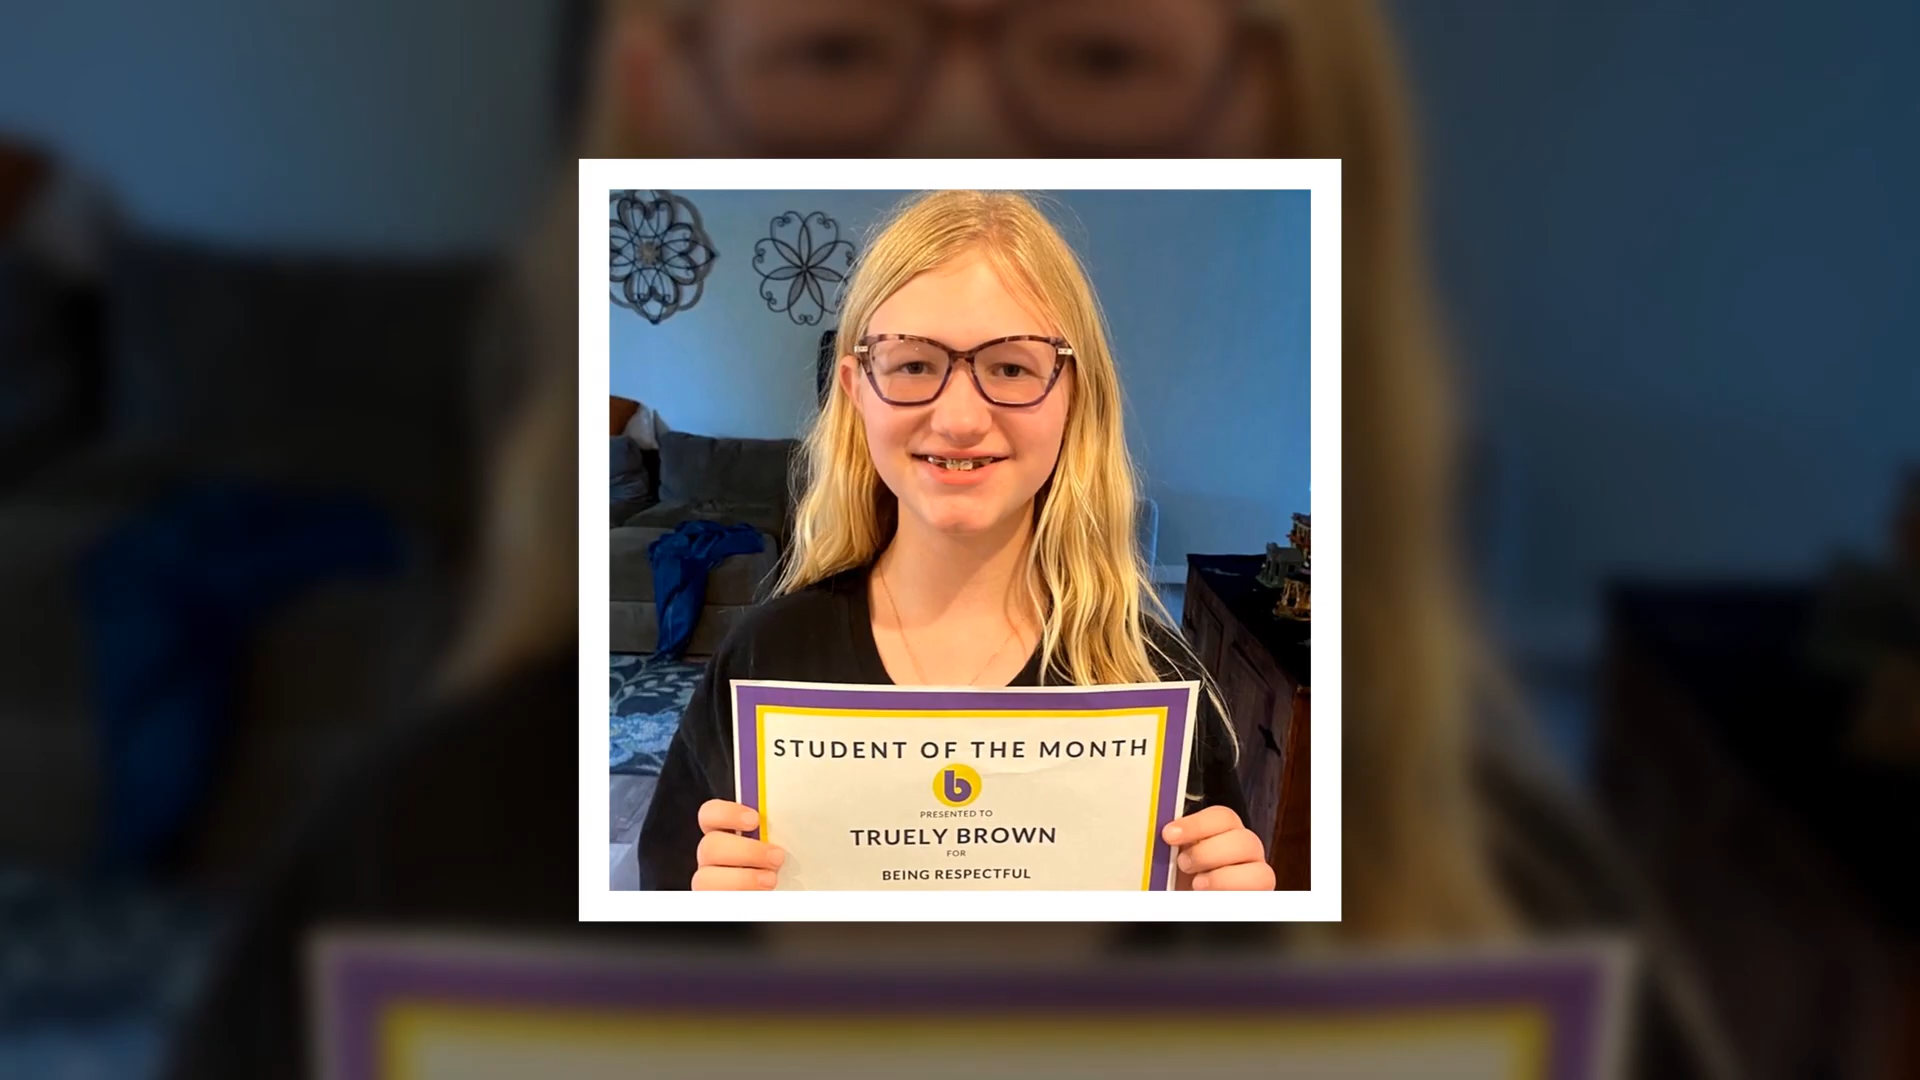 STUDENT OF THE MONTH
b
PRESENTED TO
TRUELY BROWN
FOR
BEING RESPECTFUL